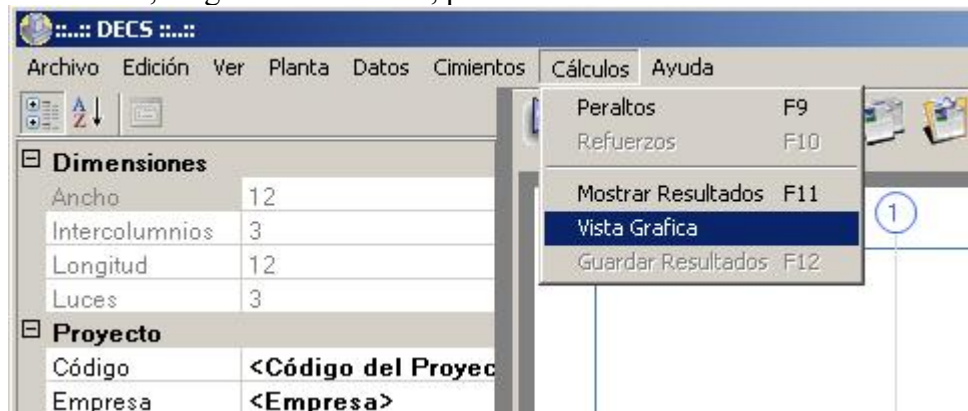 ::...:: DECS ::...::
Archivo Edición Ver Planta Datos Cimientos Cálculos Ayuda
Peraltos F9
Refuerzos F10
Mostrar Resultados F11
Vista Grafica
Guardar Resultados F12
1
Dimensiones
Ancho 12
Intercolumnios 3
Longitud 12
Luces 3
Proyecto
Código <Código del Proyec
Empresa <Empresa>